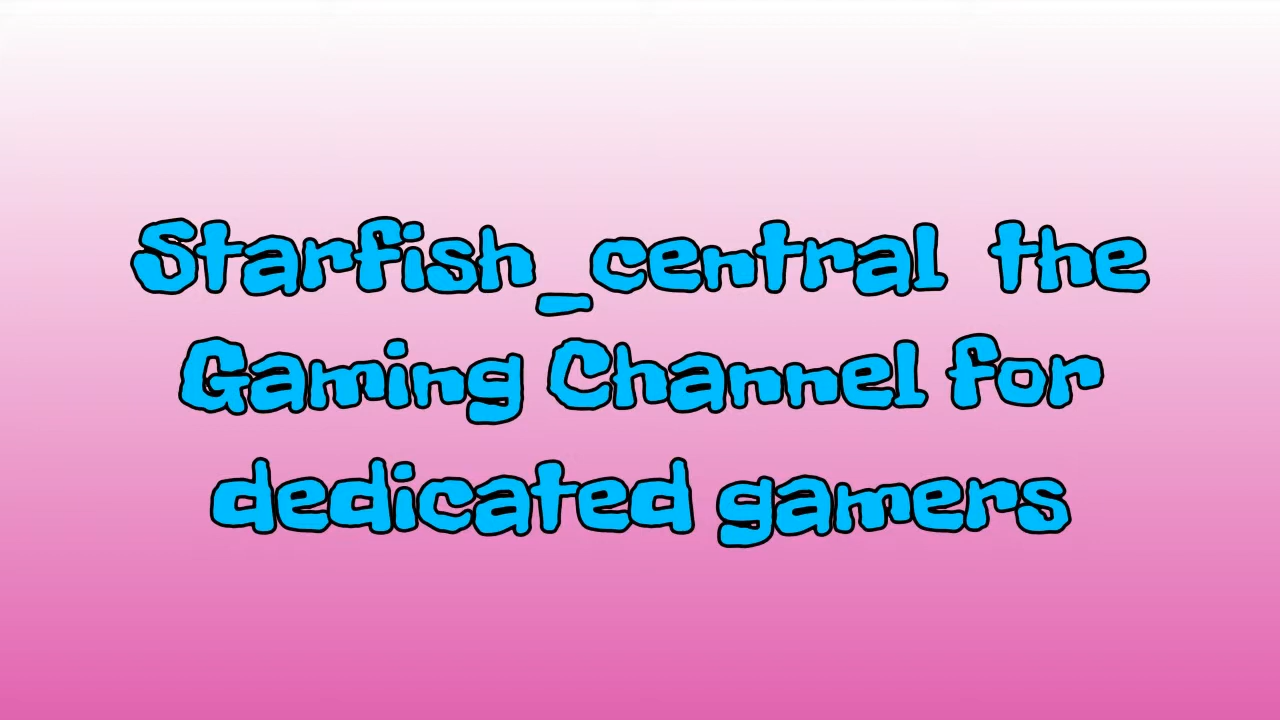 Starfish_central the
Gaming Channel for
dedicated gamers